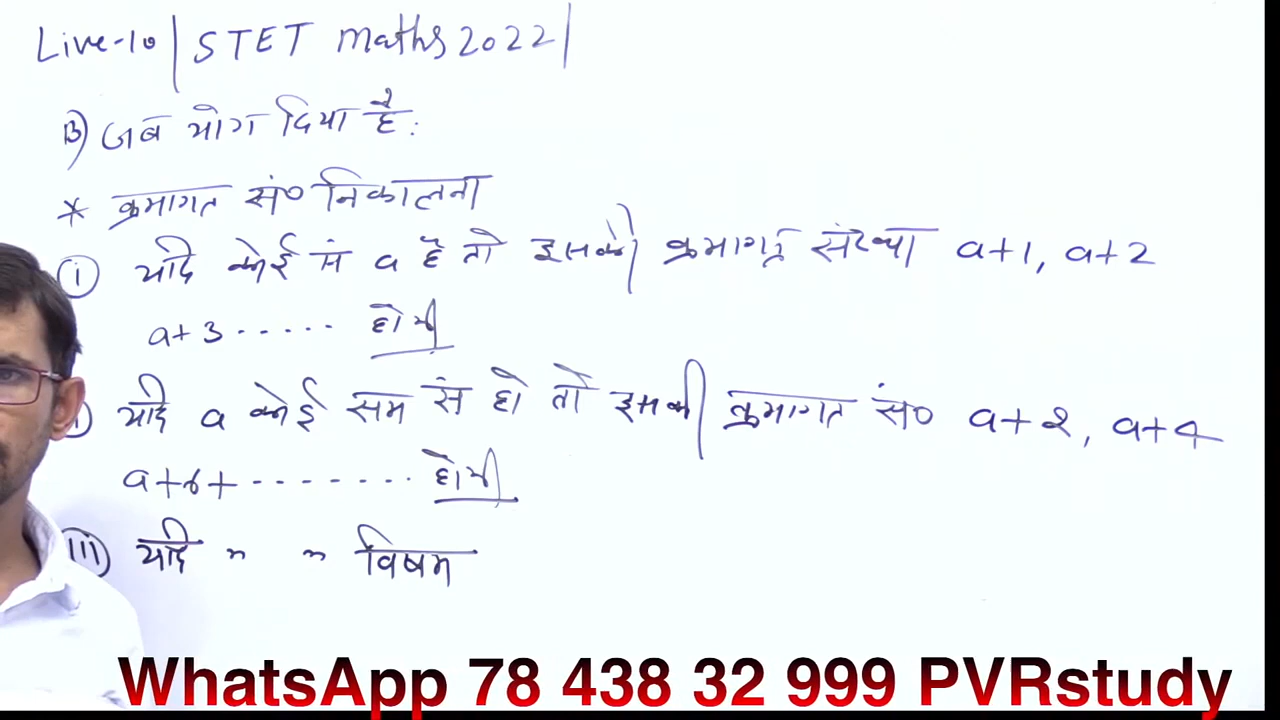 Live-10 | STET maths 2022 |
B) जब योग दिया है:
* क्रमागत सं० निकालना
(i) यदि कोई सं a है तो इसकी क्रमागत संख्या a+1, a+2
a+3..... होगी
यदि a कोई सम सं हो तो इसकी क्रमागत सं० a+2, a+4
a+6+....... होगी
(III) यदि " " विषम
WhatsApp 78 438 32 999 PVRstudy